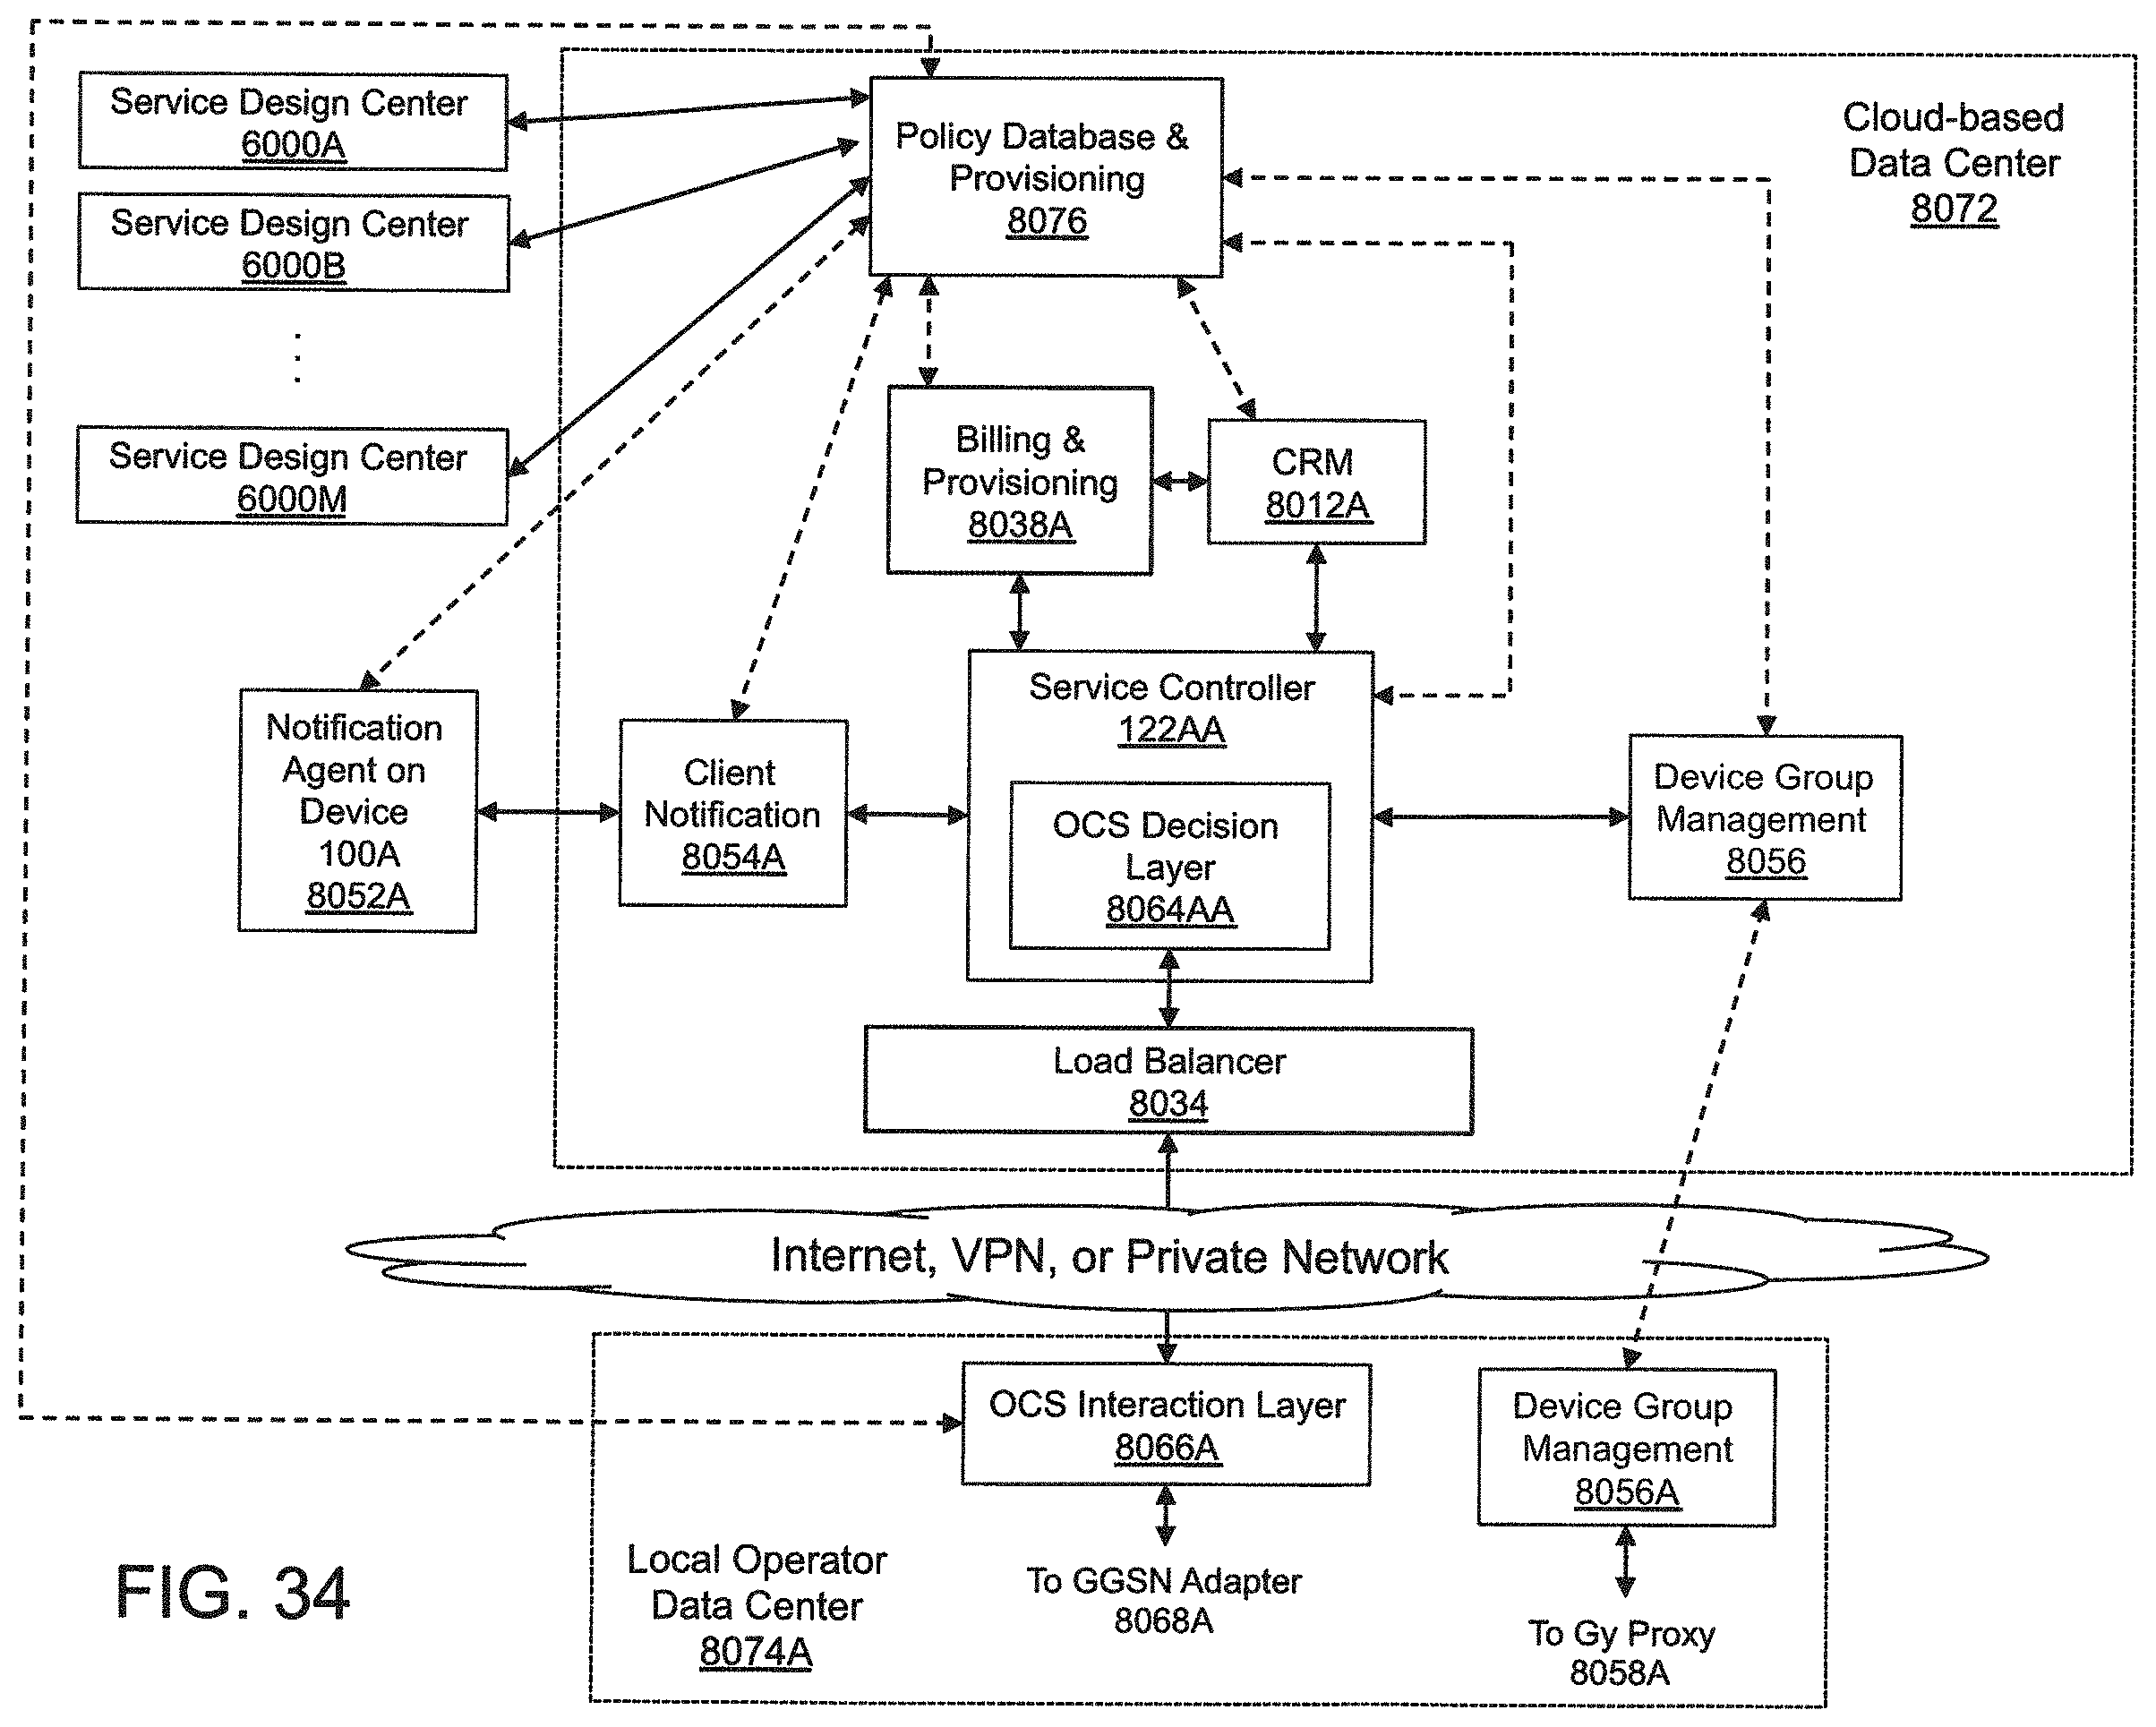 Service Design Center
6000A
Service Design Center
6000B
Service Design Center
6000M
Policy Database &
Provisioning
8076
Cloud-based
Data Center
8072
Billing &
Provisioning
8038A
CRM
8012A
Notification
Agent on
Device
100A
8052A
Client
Notification
8054A
Service Controller
122AA
OCS Decision
Layer
8064AA
Device Group
Management
8056
Load Balancer
8034
Internet, VPN, or Private Network
OCS Interaction Layer
8066A
Device Group
Management
8056A
Local Operator
Data Center
8074A
To GGSN Adapter
8068A
To Gy Proxy
8058A
FIG. 34